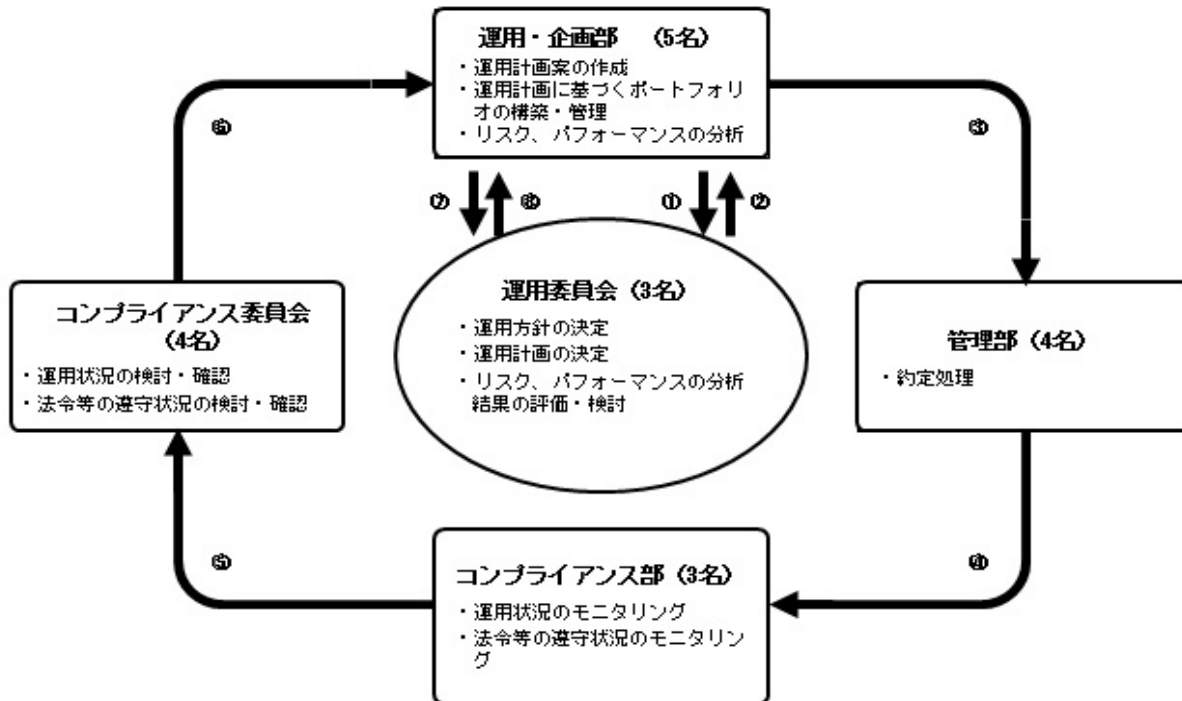 運用・企画部 (5名)
・運用計画案の作成
・運用計画に基づくポートフォリ
オの構築・管理
・リスク、パフォーマンスの分析
⑥
③
⑦
⑧
①
②
運用委員会 (3名)
・運用方針の決定
・運用計画の決定
・リスク、パフォーマンスの分析
結果の評価・検討
コンプライアンス委員会
(4名)
・運用状況の検討・確認
・法令等の遵守状況の検討・確認
管理部 (4名)
・約定処理
⑤
④
コンプライアンス部 (3名)
・運用状況のモニタリング
・法令等の遵守状況のモニタリン
グ